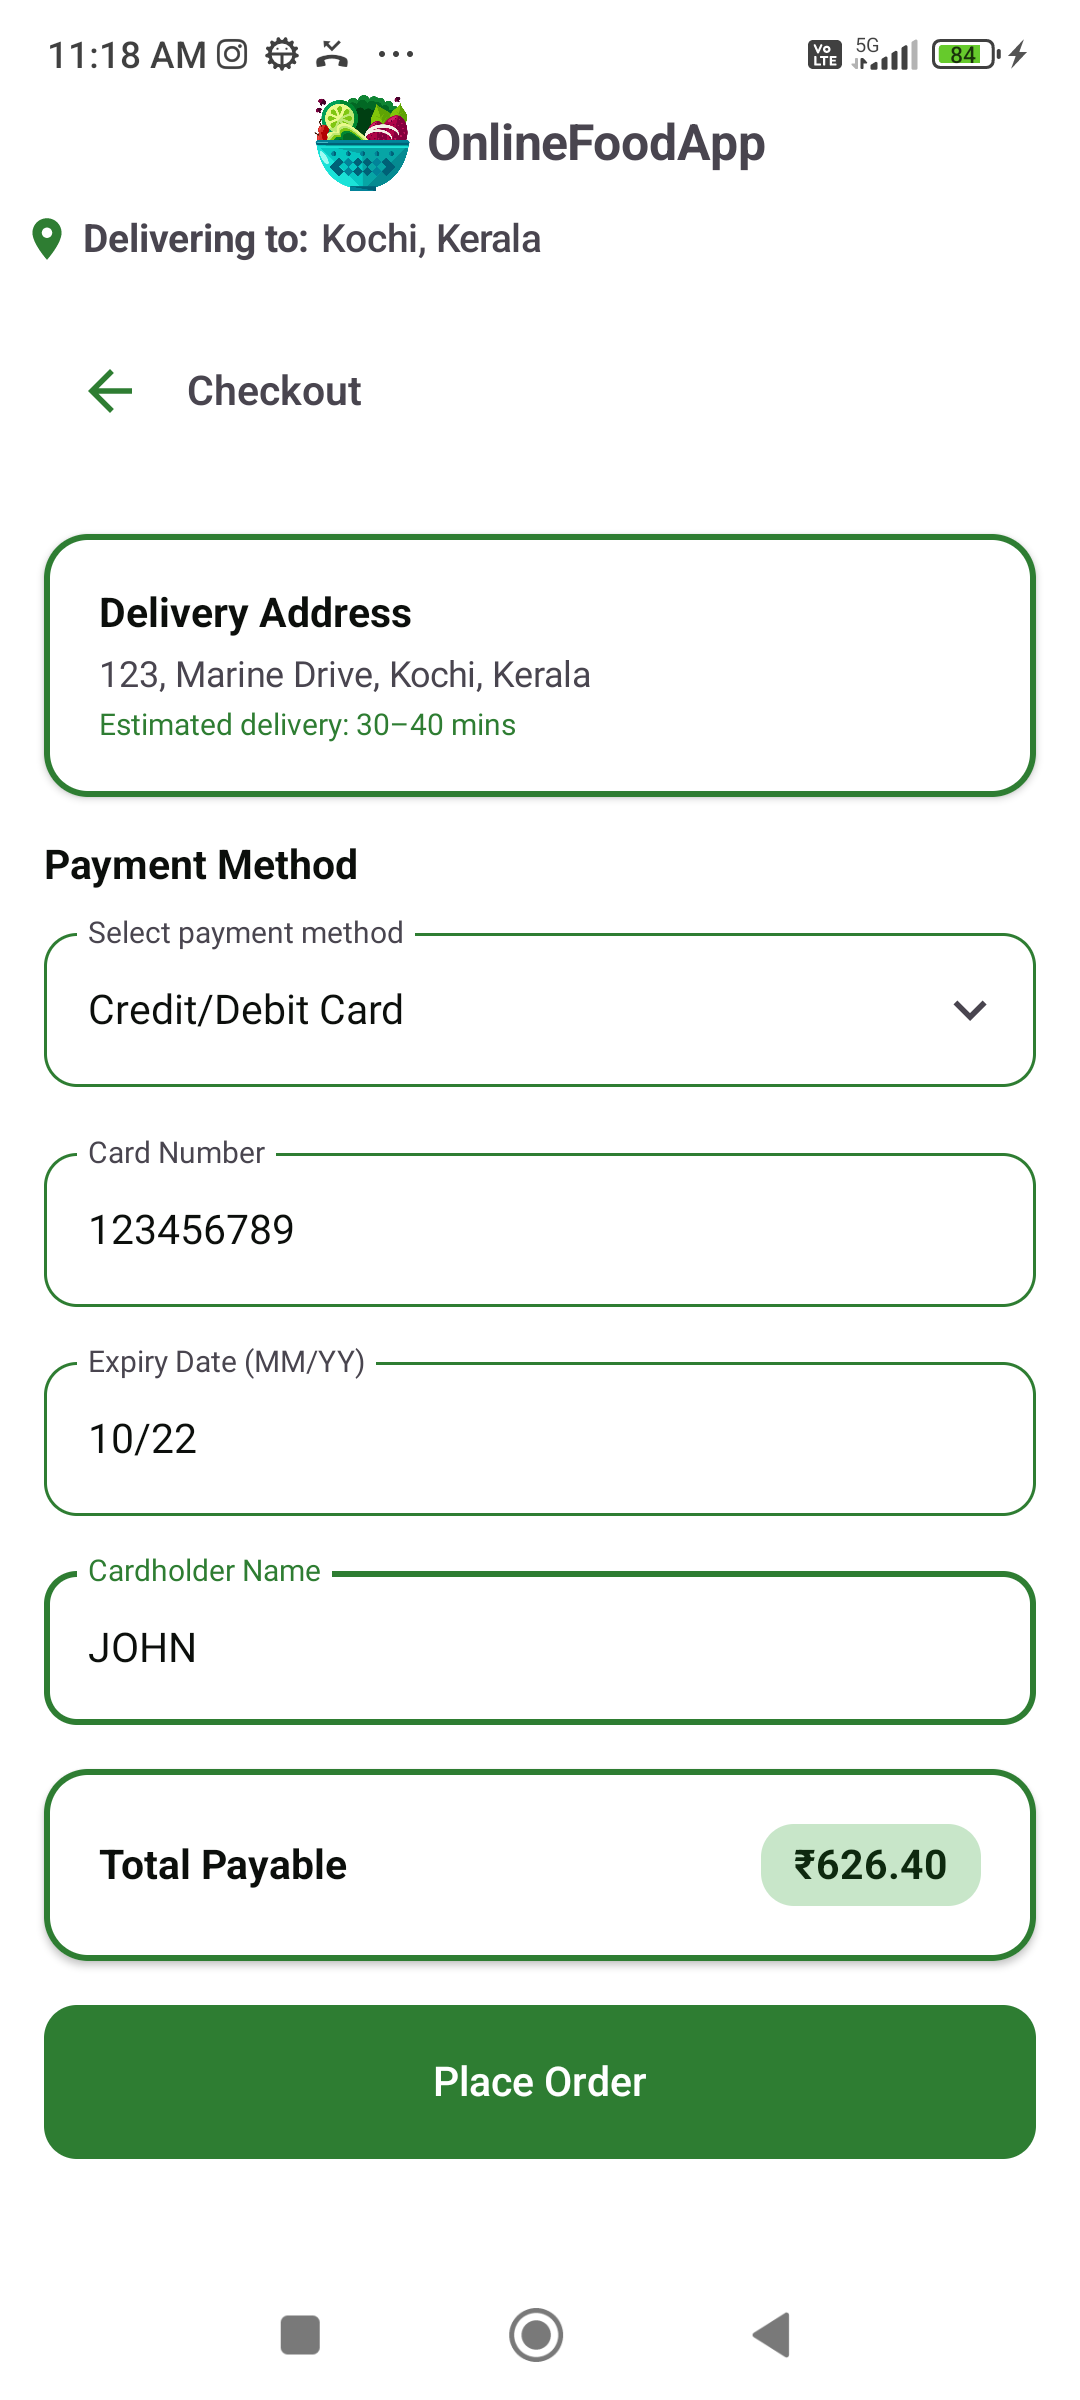 11:18 AM
Vo
LTE
5G
84
OnlineFoodApp
Delivering to: Kochi, Kerala
Checkout
Delivery Address
123, Marine Drive, Kochi, Kerala
Estimated delivery: 30–40 mins
Payment Method
Select payment method
Credit/Debit Card
Card Number
123456789
Expiry Date (MM/YY)
10/22
Cardholder Name
JOHN
Total Payable ₹626.40
Place Order